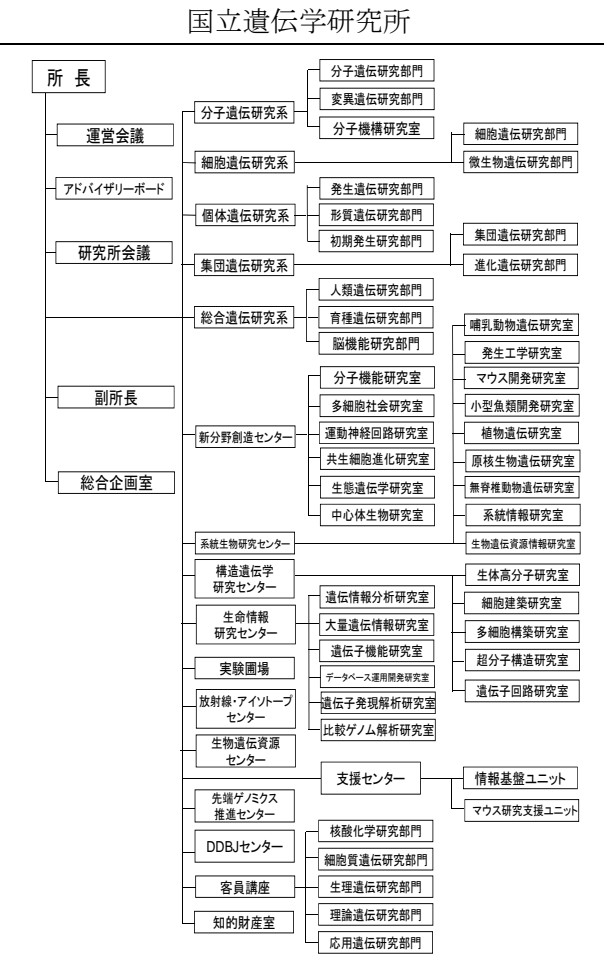 国立遺伝学研究所
所 長
運営会議
アドバイザリーボード
研究所会議
副所長
総合企画室
分子遺伝研究系
分子遺伝研究部門
変異遺伝研究部門
分子機構研究室
細胞遺伝研究系
細胞遺伝研究部門
微生物遺伝研究部門
個体遺伝研究系
発生遺伝研究部門
形質遺伝研究部門
初期発生研究部門
集団遺伝研究系
集団遺伝研究部門
進化遺伝研究部門
総合遺伝研究系
人類遺伝研究部門
育種遺伝研究部門
脳機能研究部門
新分野創造センター
分子機能研究室
多細胞社会研究室
運動神経回路研究室
共生細胞進化研究室
生態遺伝学研究室
中心体生物研究室
系統生物研究センター
哺乳動物遺伝研究室
発生工学研究室
マウス開発研究室
小型魚類開発研究室
植物遺伝研究室
原核生物遺伝研究室
無脊椎動物遺伝研究室
系統情報研究室
生物遺伝資源情報研究室
構造遺伝学
研究センター
生体高分子研究室
細胞建築研究室
多細胞構築研究室
超分子構造研究室
遺伝子回路研究室
生命情報
研究センター
遺伝情報分析研究室
大量遺伝情報研究室
遺伝子機能研究室
データベース運用開発研究室
遺伝子発現解析研究室
比較ゲノム解析研究室
実験圃場
放射線・アイソトープ
センター
生物遺伝資源
センター
支援センター
情報基盤ユニット
マウス研究支援ユニット
先端ゲノミクス
推進センター
DDBJセンター
客員講座
核酸化学研究部門
細胞質遺伝研究部門
生理遺伝研究部門
理論遺伝研究部門
応用遺伝研究部門
知的財産室